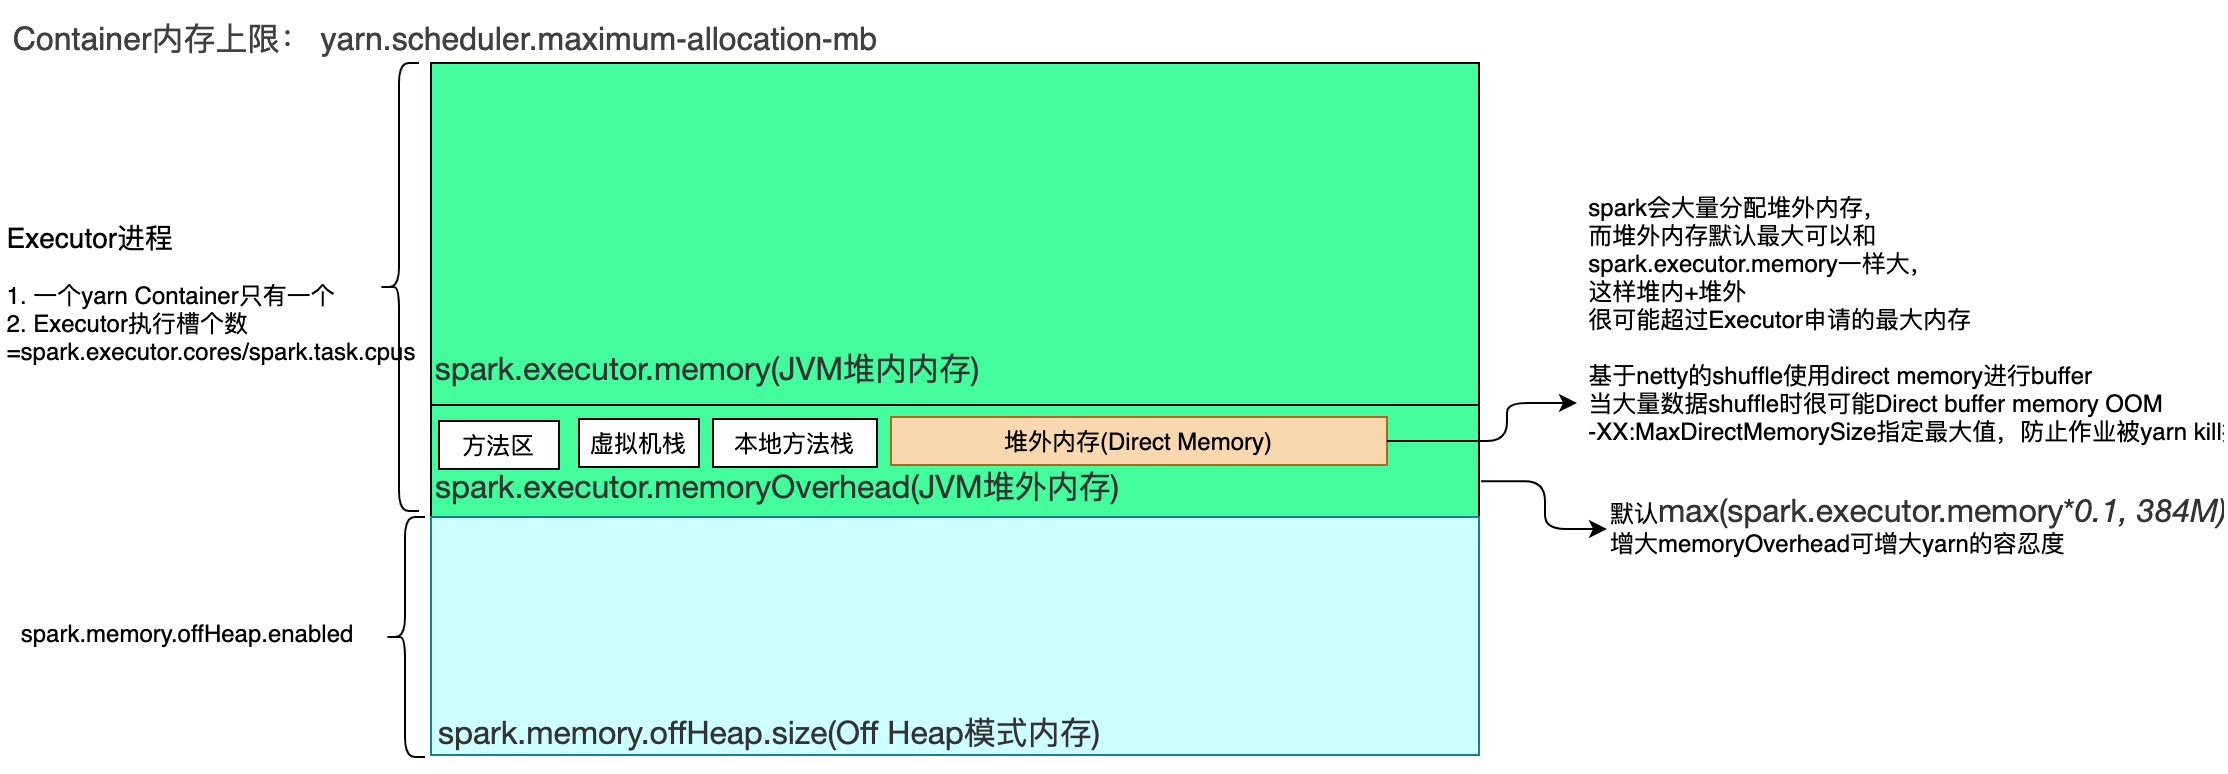 Container内存上限： yarn.scheduler.maximum-allocation-mb
Executor进程
1. 一个yarn Container只有一个
2. Executor执行槽个数
=spark.executor.cores/spark.task.cpus
spark.executor.memory(JVM堆内内存)
方法区
虚拟机栈
本地方法栈
堆外内存(Direct Memory)
spark.executor.memoryOverhead(JVM堆外内存)
spark.memory.offHeap.enabled
spark.memory.offHeap.size(Off Heap模式内存)
spark会大量分配堆外内存，
而堆外内存默认最大可以和
spark.executor.memory一样大，
这样堆内+堆外
很可能超过Executor申请的最大内存
基于netty的shuffle使用direct memory进行buffer
当大量数据shuffle时很可能Direct buffer memory OOM
-XX:MaxDirectMemorySize指定最大值，防止作业被yarn kill
默认max(spark.executor.memory*0.1, 384M)
增大memoryOverhead可增大yarn的容忍度